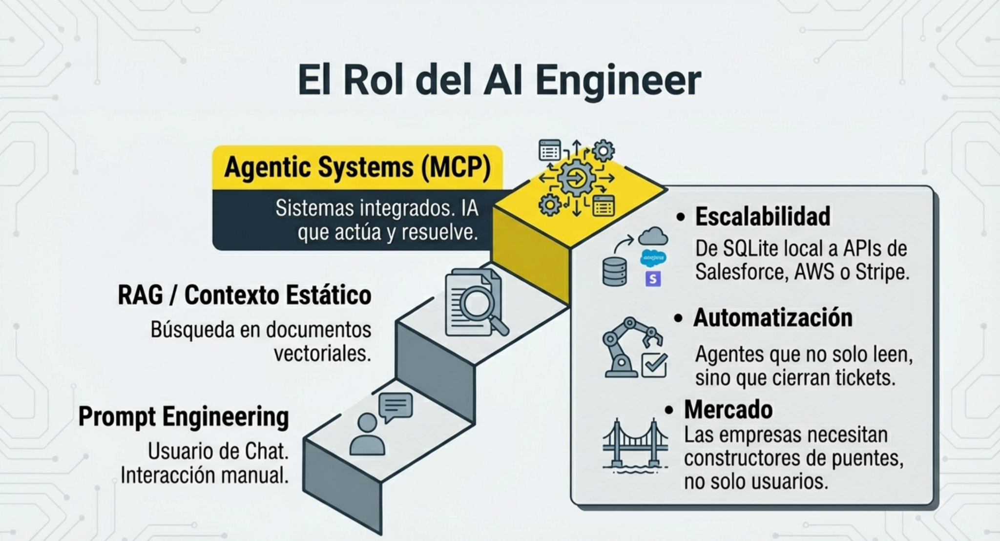 El Rol del AI Engineer
Agentic Systems (MCP)
Sistemas integrados. IA
que actúa y resuelve.
RAG / Contexto Estático
Búsqueda en documentos
vectoriales.
Prompt Engineering
Usuario de Chat.
Interacción manual.
• Escalabilidad
De SQLite local a APIs de
Salesforce, AWS o Stripe.
S
• Automatización
Agentes que no solo leen,
sino que cierran tickets.
• Mercado
Las empresas necesitan
constructores de puentes,
no solo usuarios.